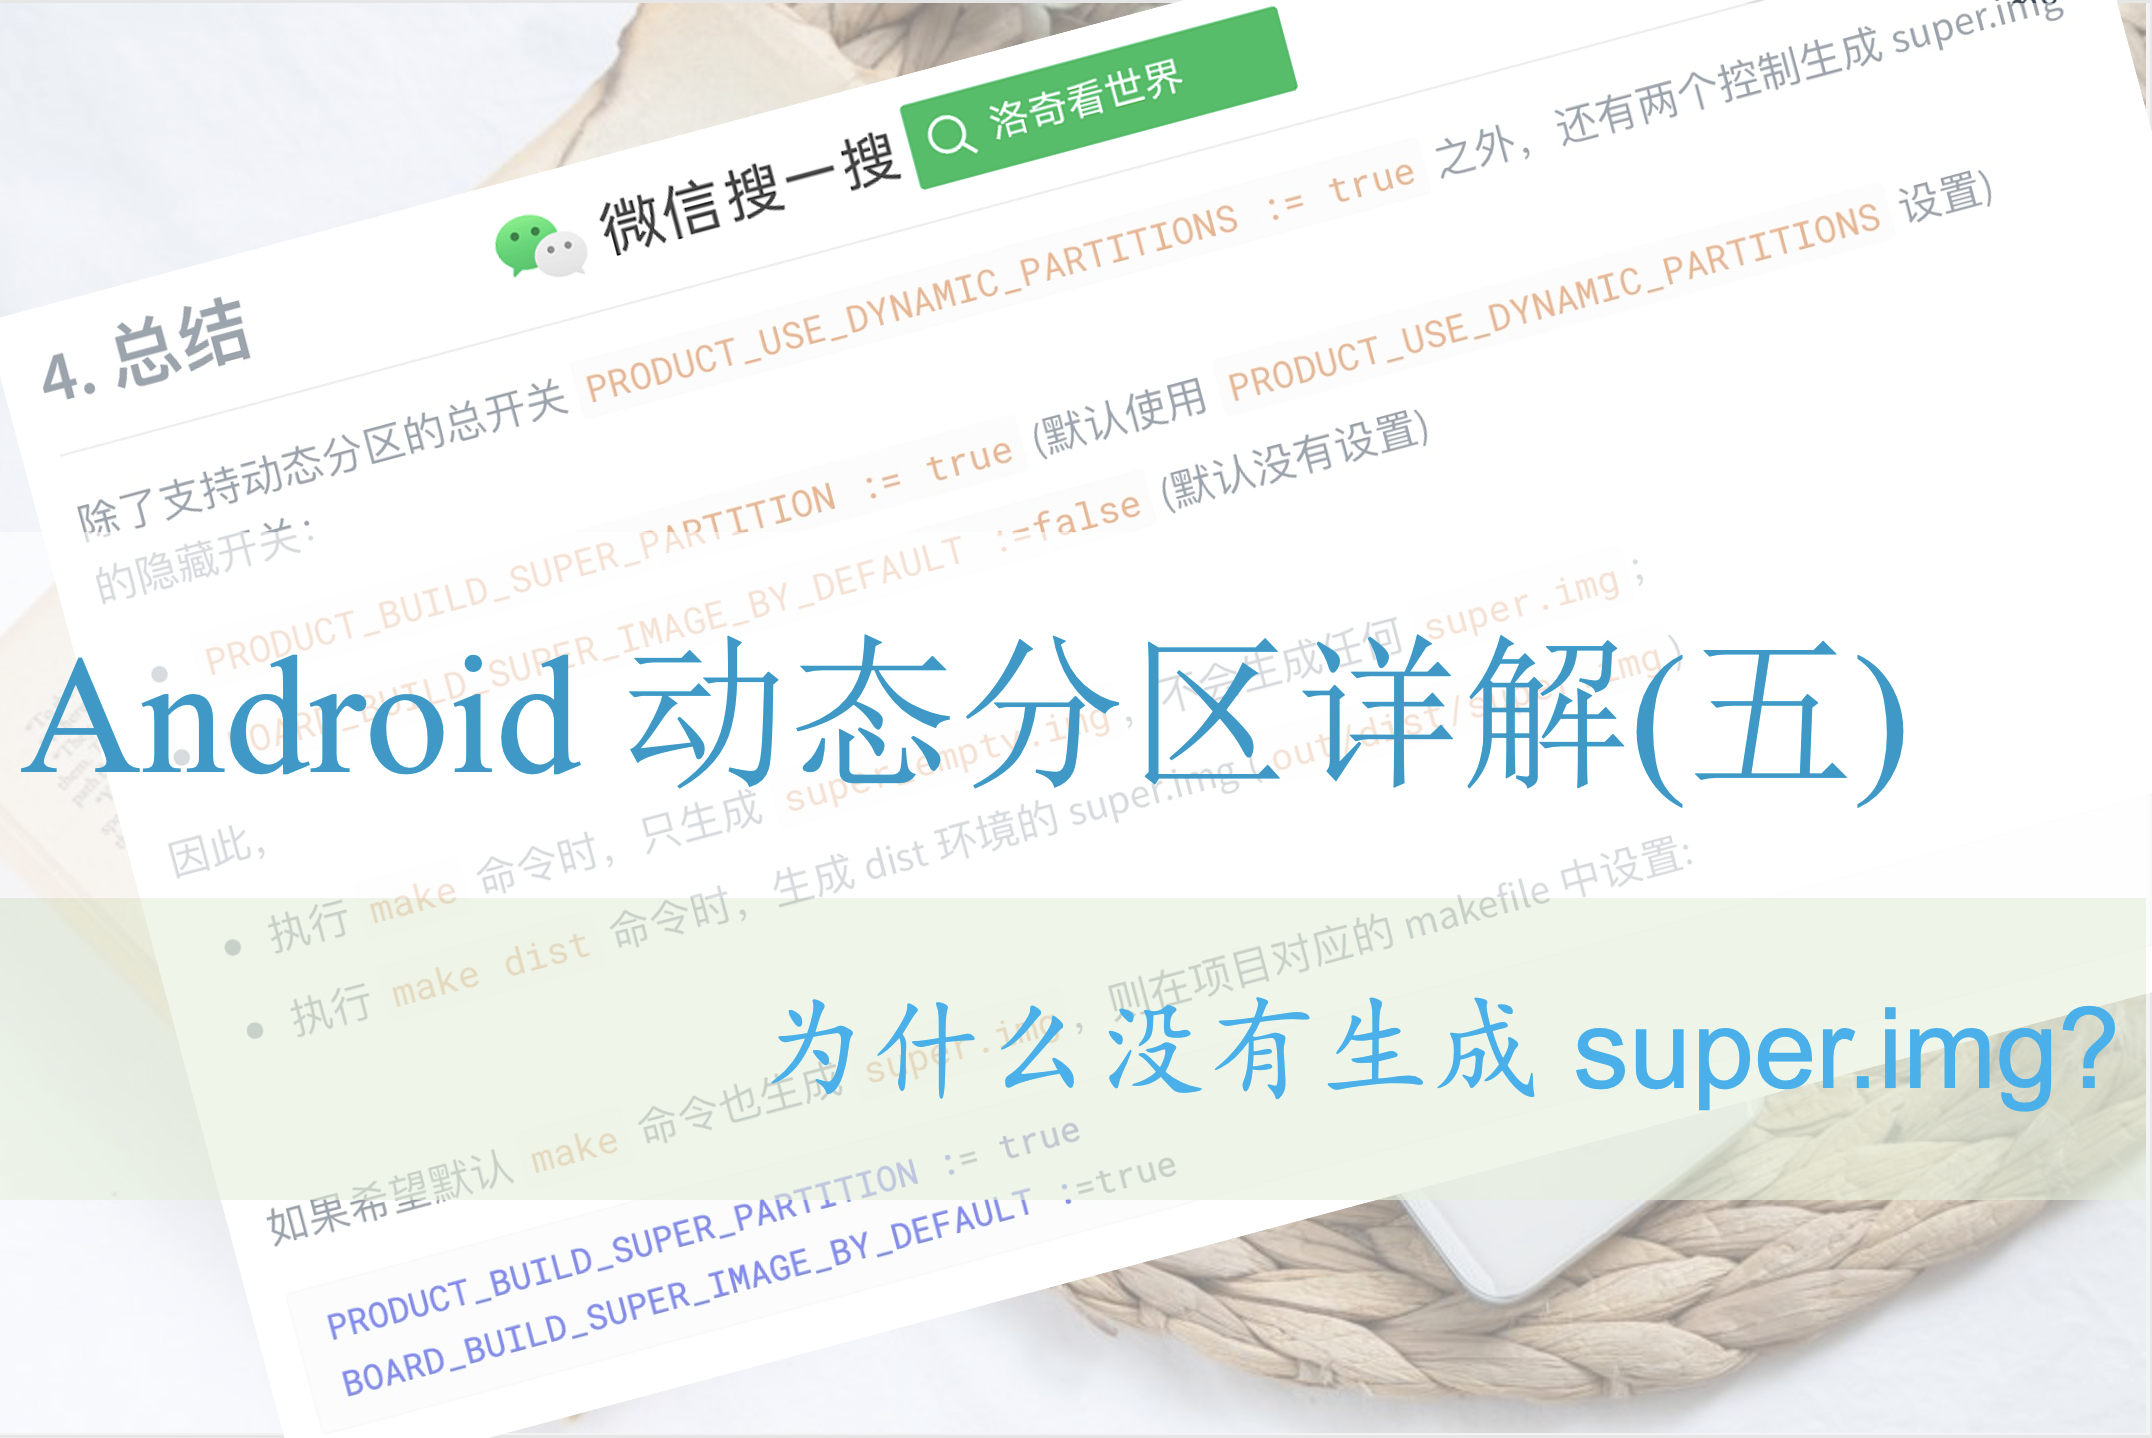 super.img
微信搜一搜
洛奇看世界
4. 总结
除了支持动态分区的总开关 PRODUCT_USE_DYNAMIC_PARTITIONS := true 之外，还有两个控制生成 super.img
的隐藏开关：
PRODUCT_BUILD_SUPER_PARTITION := true (默认使用 PRODUCT_USE_DYNAMIC_PARTITIONS 设置)
BOARD_BUILD_SUPER_IMAGE_BY_DEFAULT :=false (默认没有设置)
Android 动态分区详解(五)
因此，
执行 make 命令时，只生成 super_empty.img，不会生成任何 super.img；
执行 make dist 命令时，生成 dist 环境的 super.img ( out/dist/super.img )
为什么没有生成 super.img?
如果希望默认 make 命令也生成 super.img，则在项目对应的 makefile 中设置:
PRODUCT_BUILD_SUPER_PARTITION := true
BOARD_BUILD_SUPER_IMAGE_BY_DEFAULT :=true